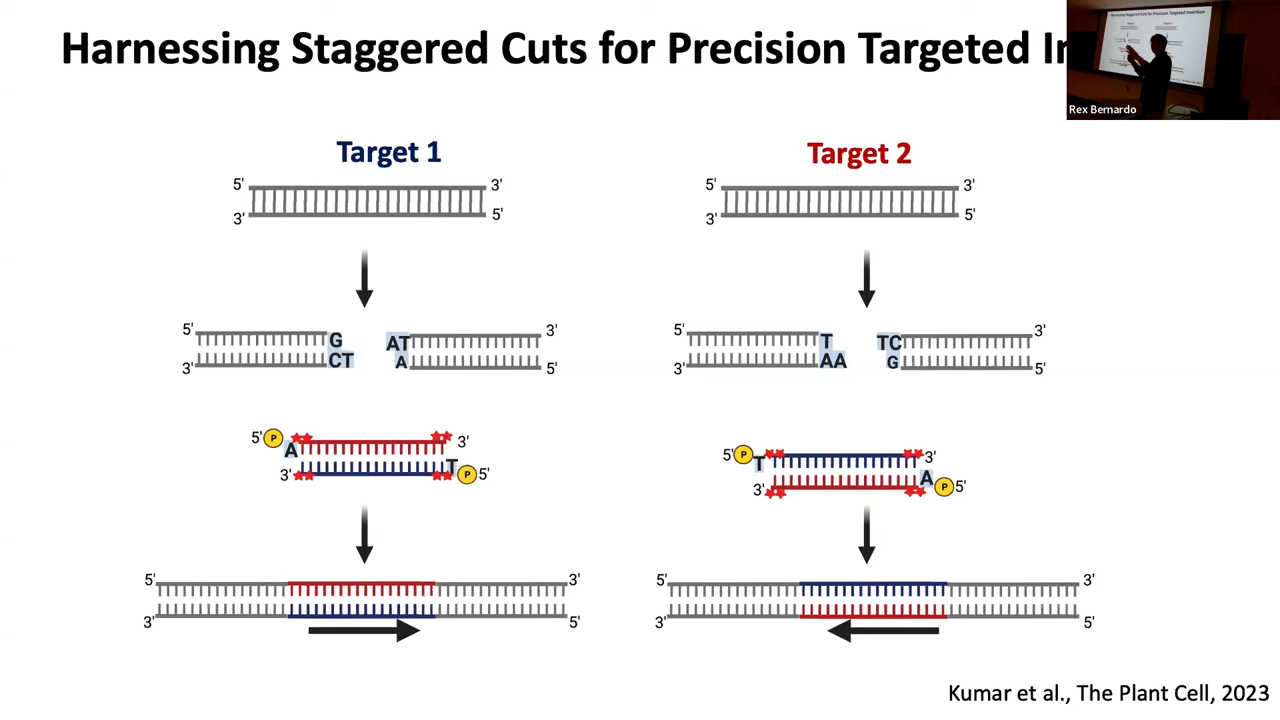 Harnessing Staggered Cuts for Precision Targeted In
Rex Bernardo
Target 1
Target 2
5' 3'
3' 5'
5' 3'
3' 5'
5' G AT 3'
3' CT A 5'
5' T TC 3'
3' AA G 5'
5' P A 3'
3' T P 5'
5' P T 3'
3' A P 5'
5' 3'
3' 5'
5' 3'
3' 5'
Kumar et al., The Plant Cell, 2023